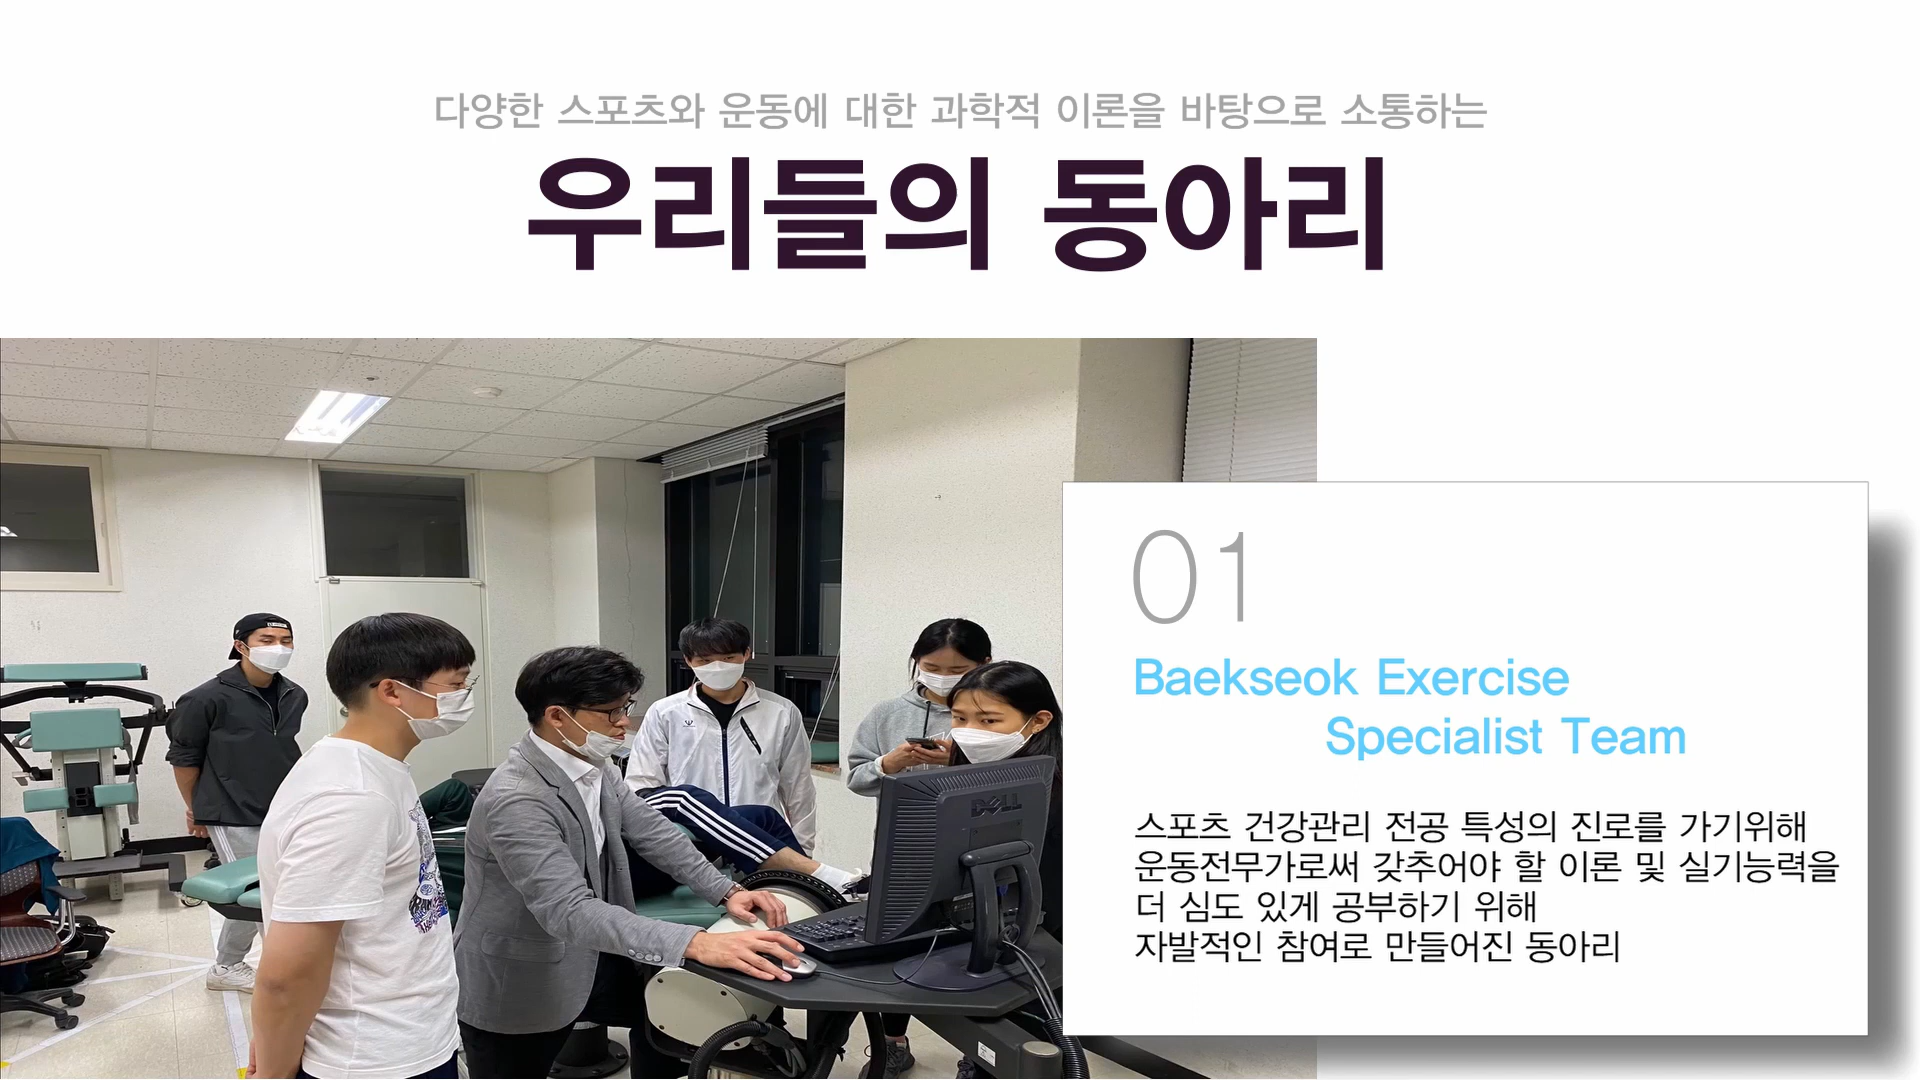 다양한 스포츠와 운동에 대한 과학적 이론을 바탕으로 소통하는
우리들의 동아리
01
Baekseok Exercise
Specialist Team
스포츠 건강관리 전공 특성의 진로를 가기위해
운동전무가로써 갖추어야 할 이론 및 실기능력을
더 심도 있게 공부하기 위해
자발적인 참여로 만들어진 동아리
DELL